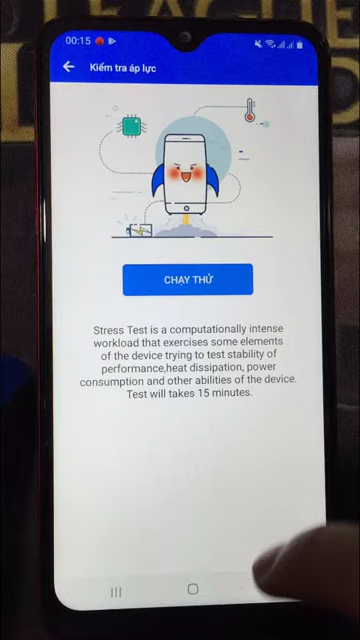 LEAGUE
00:15
Kiểm tra áp lực
CHẠY THỬ
Stress Test is a computationally intense
workload that exercises some elements
of the device trying to test stability of
performance,heat dissipation, power
consumption and other abilities of the device.
Test will takes 15 minutes.